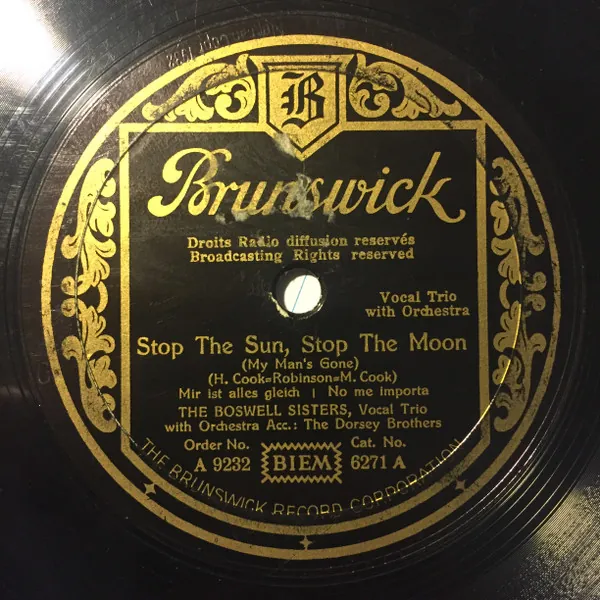 B
Brunswick
Droits Radio diffusion reservés
Broadcasting Rights reserved
Vocal Trio
with Orchestra
Stop The Sun, Stop The Moon
(My Man's Gone)
(H. Cook=Robinson=M. Cook)
Mir ist alles gleich | No me importa
THE BOSWELL SISTERS, Vocal Trio
with Orchestra Acc.: The Dorsey Brothers
Order No. Cat. No.
A 9232 BIEM 6271 A
THE BRUNSWICK RECORD CORPORATION